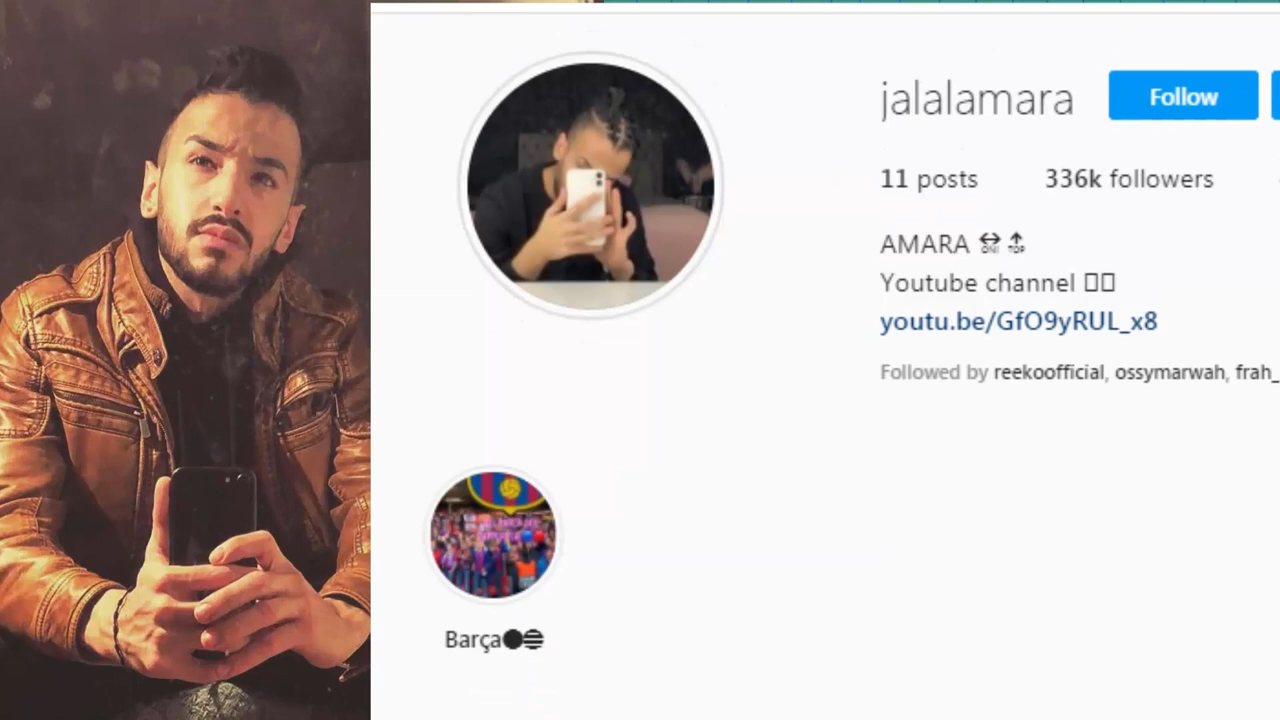 jalalamara Follow
11 posts 336k followers
AMARA
Youtube channel
youtu.be/GfO9yRUL_x8
Followed by reekoofficial, ossymarwah, frah_
Barça